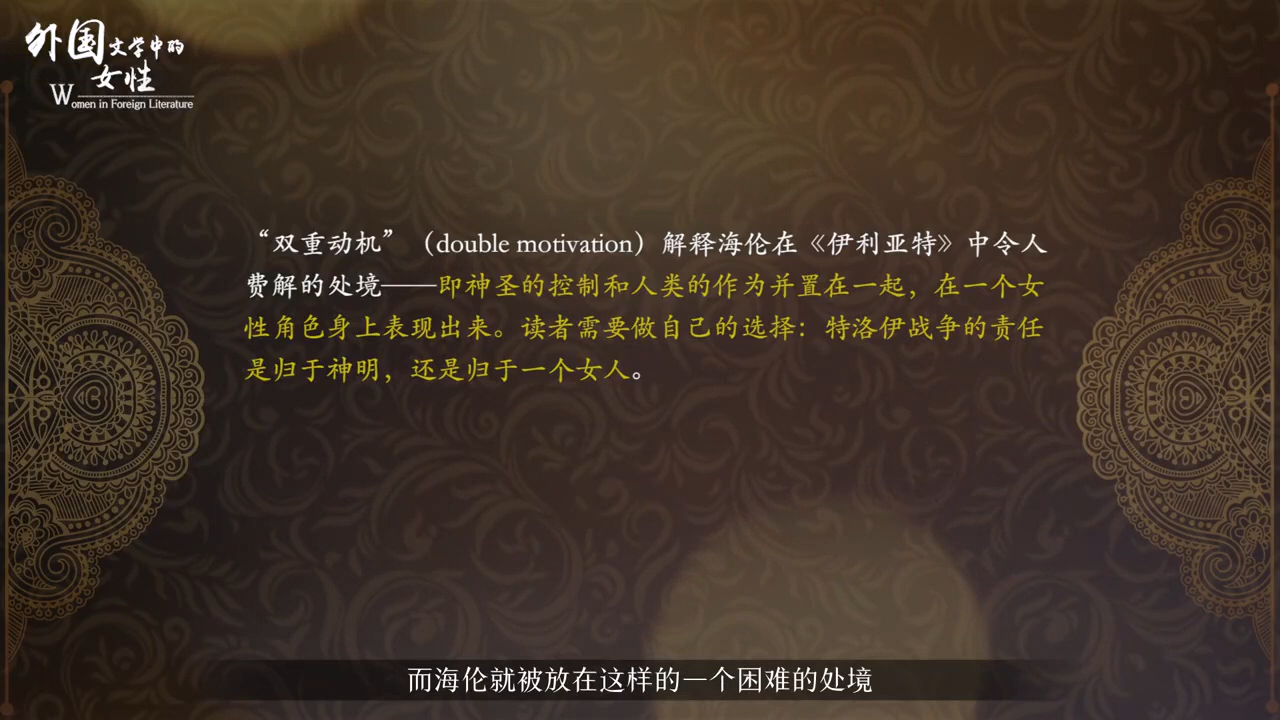 外国文学中的
女性
Women in Foreign Literature
“双重动机”（double motivation）解释海伦在《伊利亚特》中令人
费解的处境——即神圣的控制和人类的作为并置在一起，在一个女
性角色身上表现出来。读者需要做自己的选择：特洛伊战争的责任
是归于神明，还是归于一个女人。
而海伦就被放在这样的一个困难的处境